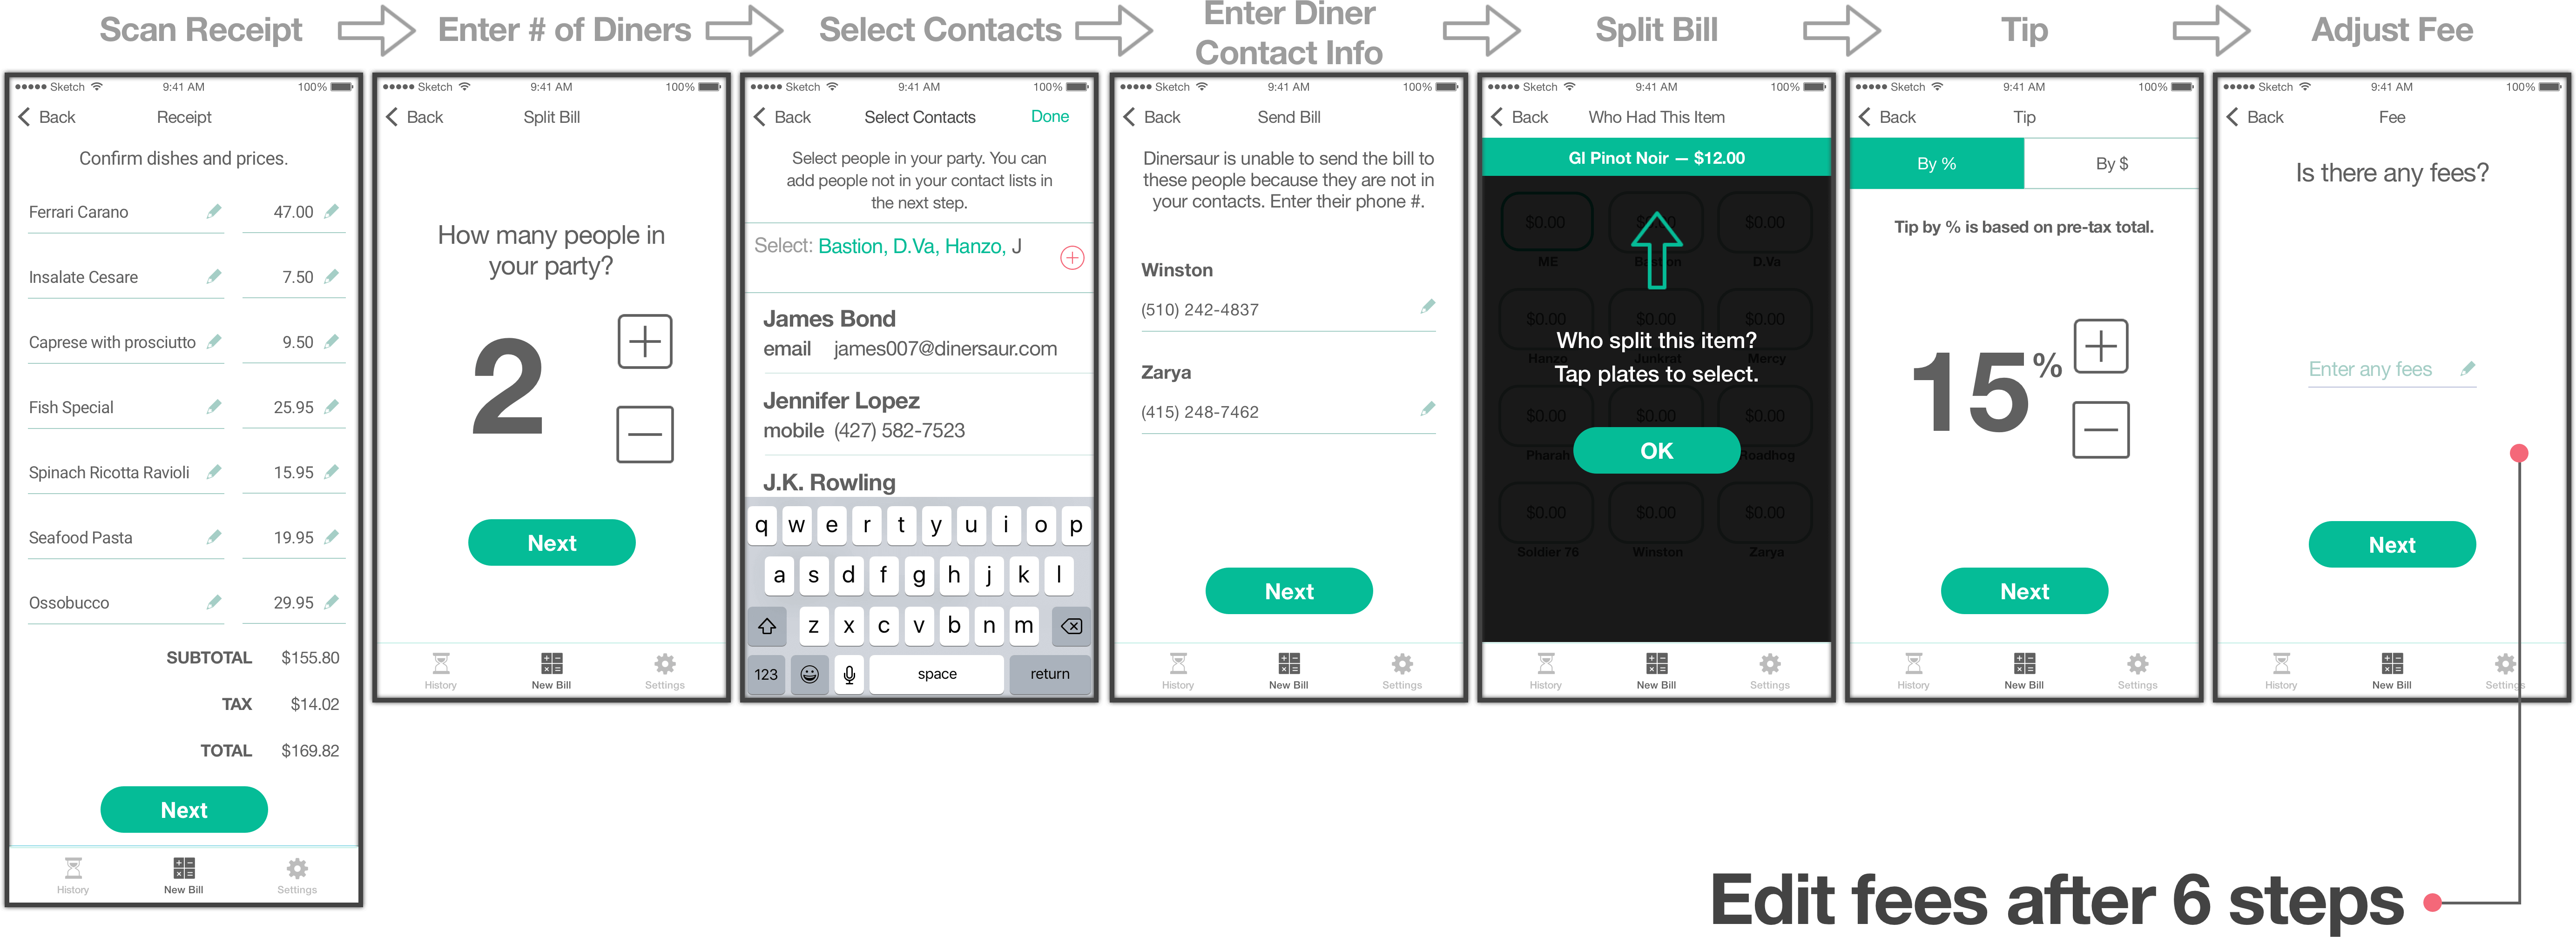 Scan Receipt
Enter # of Diners
Select Contacts
Enter Diner
Contact Info
Split Bill
Tip
Adjust Fee
Sketch 9:41 AM 100%
Back Receipt
Confirm dishes and prices.
Ferrari Carano 47.00
Insalate Cesare 7.50
Caprese with prosciutto 9.50
Fish Special 25.95
Spinach Ricotta Ravioli 15.95
Seafood Pasta 19.95
Ossobucco 29.95
SUBTOTAL $155.80
TAX $14.02
TOTAL $169.82
Next
History New Bill Settings
Sketch 9:41 AM 100%
Back Split Bill
How many people in
your party?
2
Next
History New Bill Settings
Sketch 9:41 AM 100%
Back Select Contacts Done
Select people in your party. You can
add people not in your contact lists in
the next step.
Select: Bastion, D.Va, Hanzo, J
James Bond
email james007@dinersaur.com
Jennifer Lopez
mobile (427) 582-7523
J.K. Rowling
q w e r t y u i o p
a s d f g h j k l
z x c v b n m
123 space return
Sketch 9:41 AM 100%
Back Send Bill
Dinersaur is unable to send the bill to
these people because they are not in
your contacts. Enter their phone #.
Winston
(510) 242-4837
Zarya
(415) 248-7462
Next
History New Bill Settings
Sketch 9:41 AM 100%
Back Who Had This Item
Gl Pinot Noir — $12.00
$0.00 $0.00 $0.00
ME Bastion D.Va
$0.00 $0.00 $0.00
Who split this item?
Hanzo Junkrat Mercy
Tap plates to select.
$0.00 $0.00 $0.00
OK
Pharah Roadhog
$0.00 $0.00 $0.00
Soldier 76 Winston Zarya
History New Bill Settings
Sketch 9:41 AM 100%
Back Tip
By % By $
Tip by % is based on pre-tax total.
15%
Next
History New Bill Settings
Sketch 9:41 AM 100%
Back Fee
Is there any fees?
Enter any fees
Next
History New Bill Settings
Edit fees after 6 steps